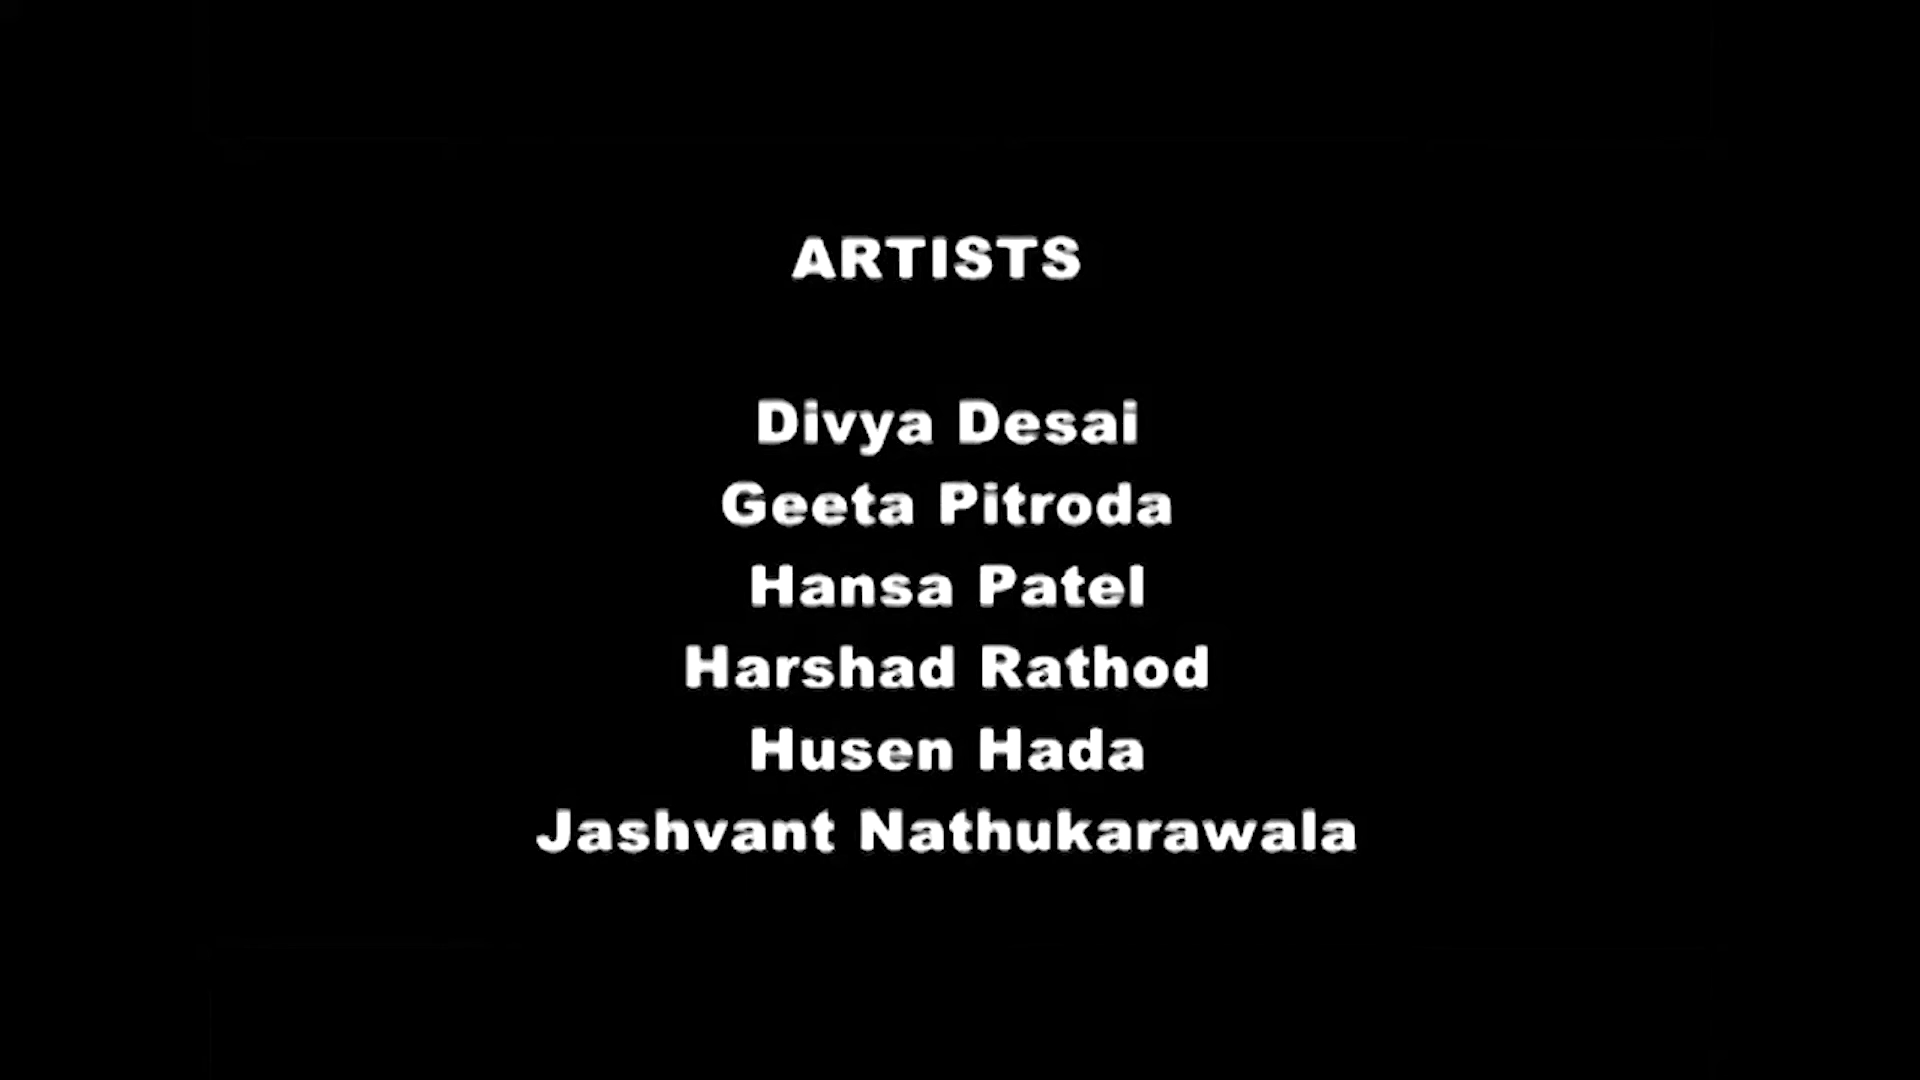 ARTISTS
Divya Desai
Geeta Pitroda
Hansa Patel
Harshad Rathod
Husen Hada
Jashvant Nathukarawala